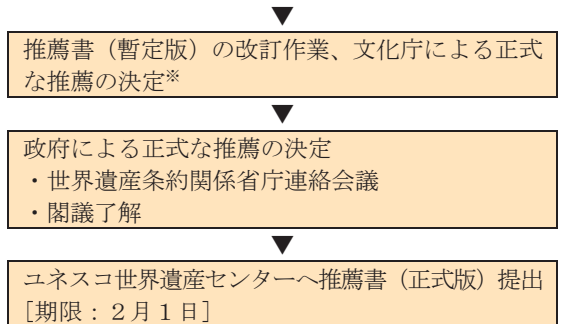 ▼
推薦書(暫定版)の改訂作業、文化庁による正式
な推薦の決定※
▼
政府による正式な推薦の決定
・世界遺産条約関係省庁連絡会議
・閣議了解
▼
ユネスコ世界遺産センターへ推薦書(正式版)提出
[期限:2月1日]